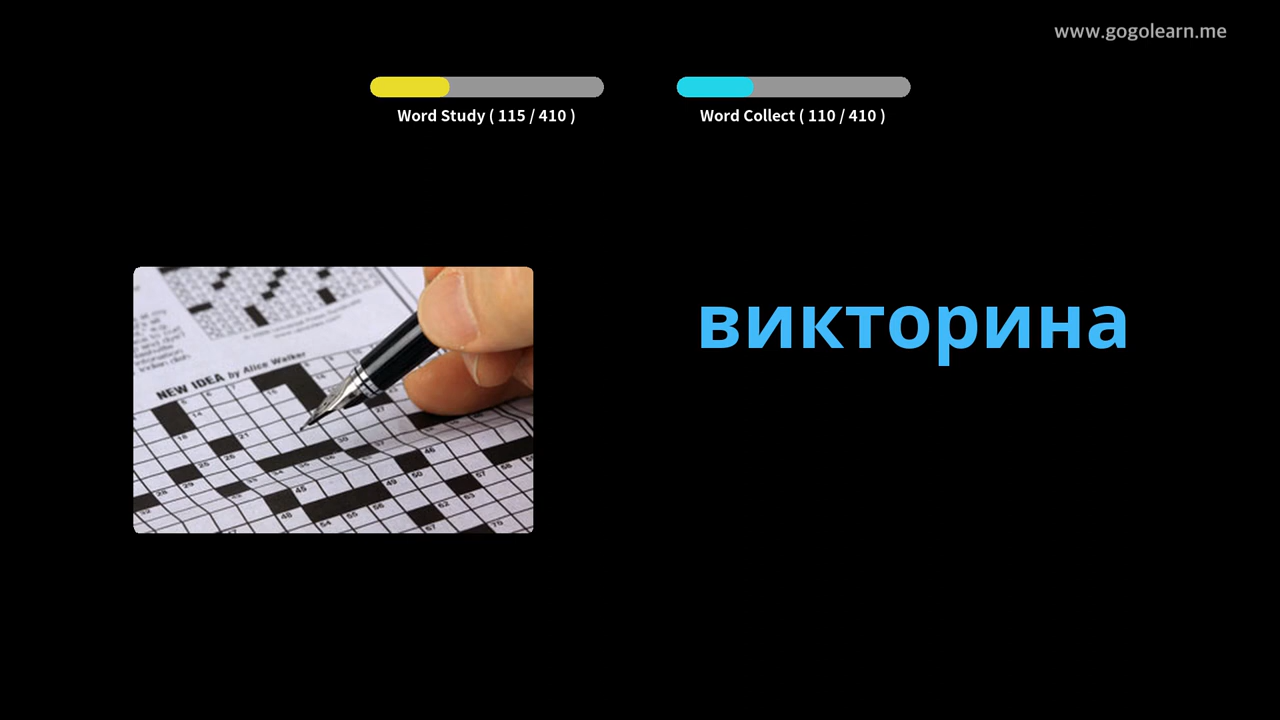 www.gogolearn.me
Word Study ( 115 / 410 )
Word Collect ( 110 / 410 )
NEW IDEA by Alice Walker
викторина